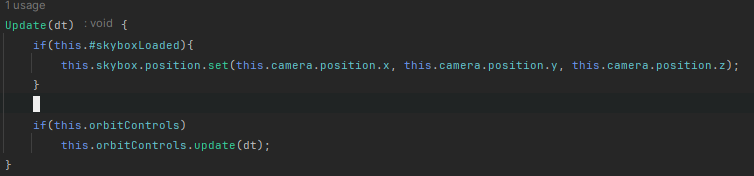 1 usage
Update(dt) :void {
if(this.#skyboxLoaded){
this.skybox.position.set(this.camera.position.x, this.camera.position.y, this.camera.position.z);
}
if(this.orbitControls)
this.orbitControls.update(dt);
}